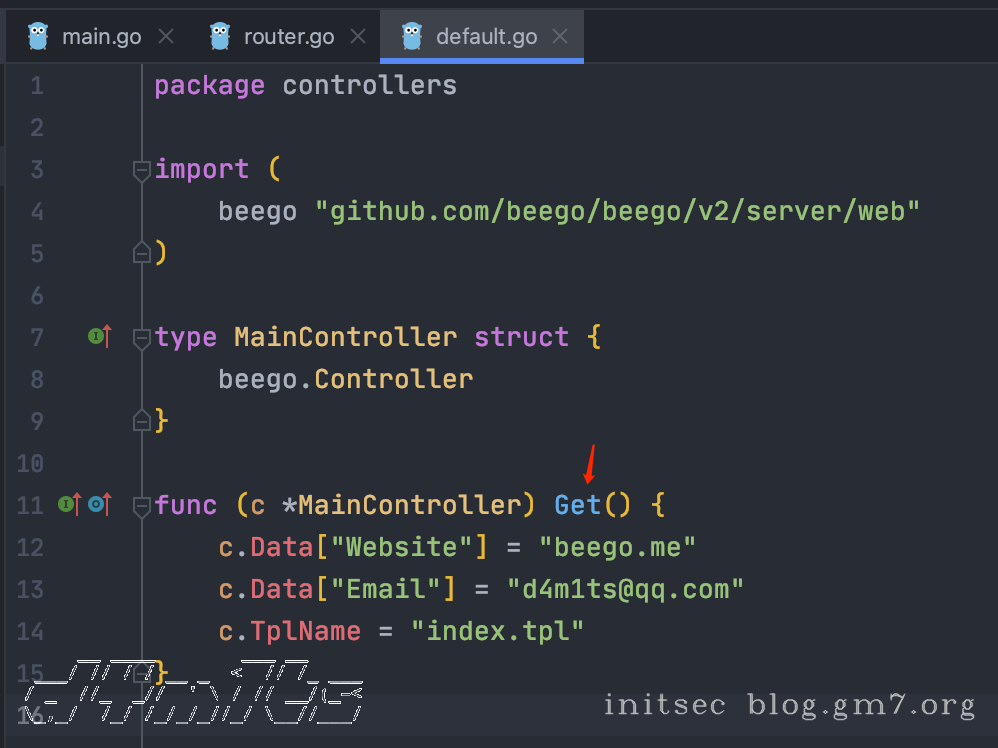 main.go router.go default.go
1 package controllers
2
3 import (
4 beego "github.com/beego/beego/v2/server/web"
5 )
6
7 type MainController struct {
8 beego.Controller
9 }
10
11 func (c *MainController) Get() {
12 c.Data["Website"] = "beego.me"
13 c.Data["Email"] = "d4m1ts@qq.com"
14 c.TplName = "index.tpl"
15 }
16
d4m1ts
initsec blog.gm7.org